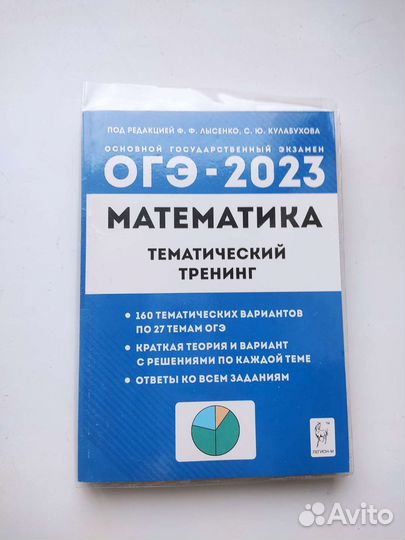 ПОД РЕДАКЦИЕЙ Ф. Ф. ЛЫСЕНКО, С. Ю. КУЛАБУХОВА
ОСНОВНОЙ ГОСУДАРСТВЕННЫЙ ЭКЗАМЕН
ОГЭ-2023
МАТЕМАТИКА
ТЕМАТИЧЕСКИЙ
ТРЕНИНГ
• 160 ТЕМАТИЧЕСКИХ ВАРИАНТОВ
ПО 27 ТЕМАМ ОГЭ
• КРАТКАЯ ТЕОРИЯ И ВАРИАНТ
С РЕШЕНИЯМИ ПО КАЖДОЙ ТЕМЕ
• ОТВЕТЫ КО ВСЕМ ЗАДАНИЯМ
TM
ЛЕГИОН-М
Avito